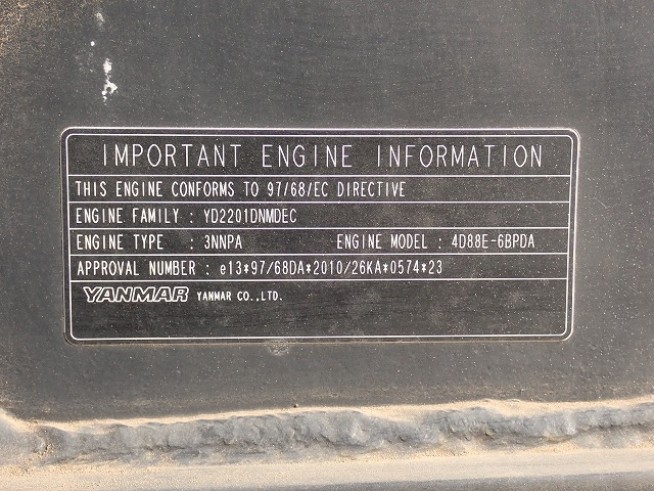 IMPORTANT ENGINE INFORMATION
THIS ENGINE CONFORMS TO 97/68/EC DIRECTIVE
ENGINE FAMILY : YD2201DNMDEC
ENGINE TYPE : 3NNPA ENGINE MODEL : 4D88E-6BPDA
APPROVAL NUMBER : e13*97/68DA*2010/26KA*0574*23
YANMAR YANMAR CO.,LTD.